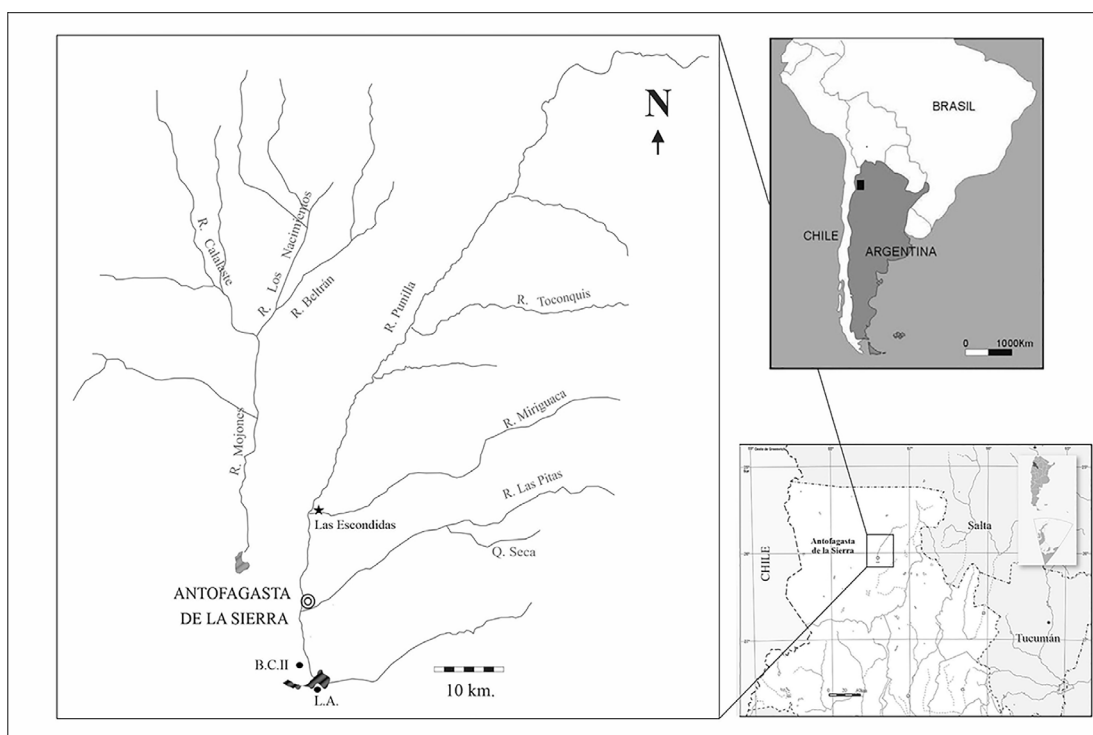 N
R. Calalaste
R. Los Nacimientos
R. Beltrán
R. Punilla
R. Toconquis
R. Mojones
R. Miriguaca
R. Las Pitas
Las Escondidas
Q. Seca
ANTOFAGASTA
DE LA SIERRA
B.C.II
L.A.
10 km.
BRASIL
CHILE
ARGENTINA
0 1000Km
Salta
Antofagasta
de la Sierra
CHILE
Tucumán